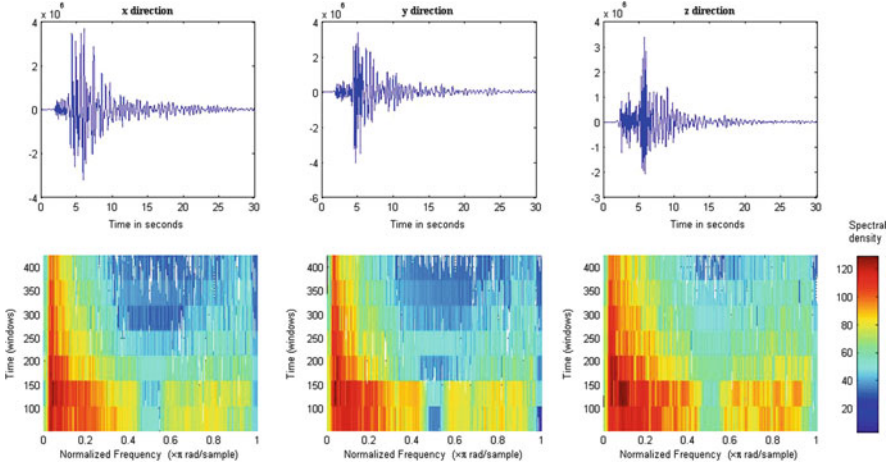 x direction
y direction
z direction
4 x 10^6
4 x 10^6
4 x 10^6
2
0
-2
-4
0 5 10 15 20 25 30
Time in seconds
4
2
0
-2
-4
-6
0 5 10 15 20 25 30
Time in seconds
4
3
2
1
0
-1
-2
-3
0 5 10 15 20 25 30
Time in seconds
Time (windows)
400
350
300
250
200
150
100
0 0.2 0.4 0.6 0.8 1
Normalized Frequency (×π rad/sample)
Time (windows)
400
350
300
250
200
150
100
0 0.2 0.4 0.6 0.8 1
Normalized Frequency (×π rad/sample)
Time (windows)
400
350
300
250
200
150
100
0 0.2 0.4 0.6 0.8 1
Normalized Frequency (×π rad/sample)
Spectral
density
120
100
80
60
40
20